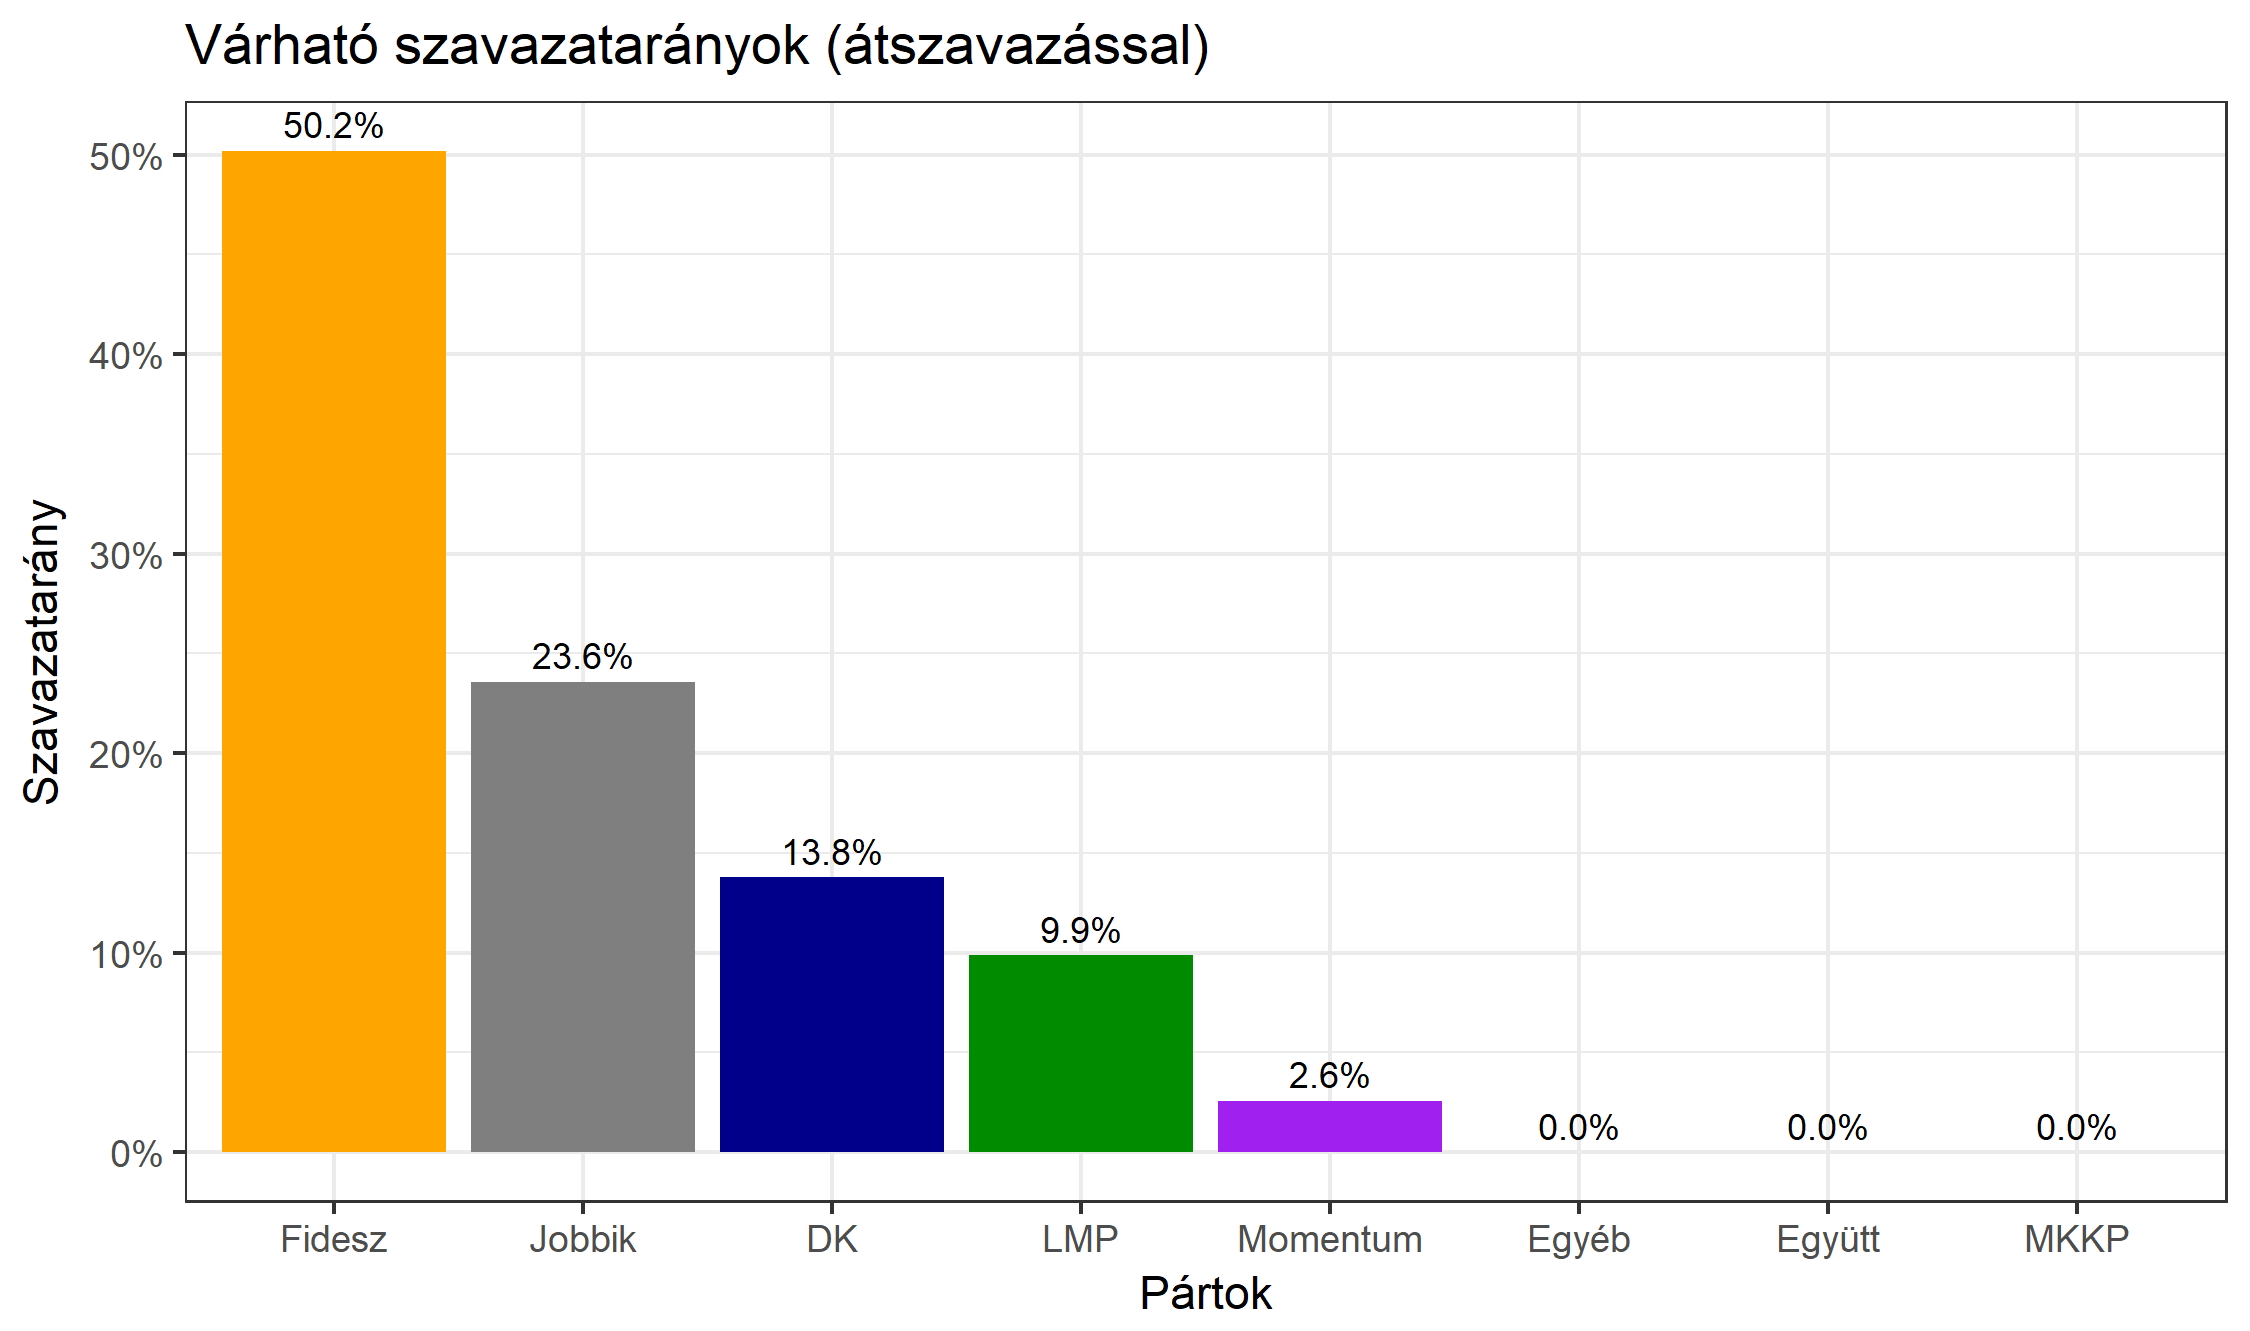 Várható szavazatarányok (átszavazással)
50.2%
50%
40%
30%
23.6%
20%
13.8%
10%
9.9%
2.6%
0.0% 0.0% 0.0%
0%
Szavazatarány
Fidesz Jobbik DK LMP Momentum Egyéb Együtt MKKP
Pártok